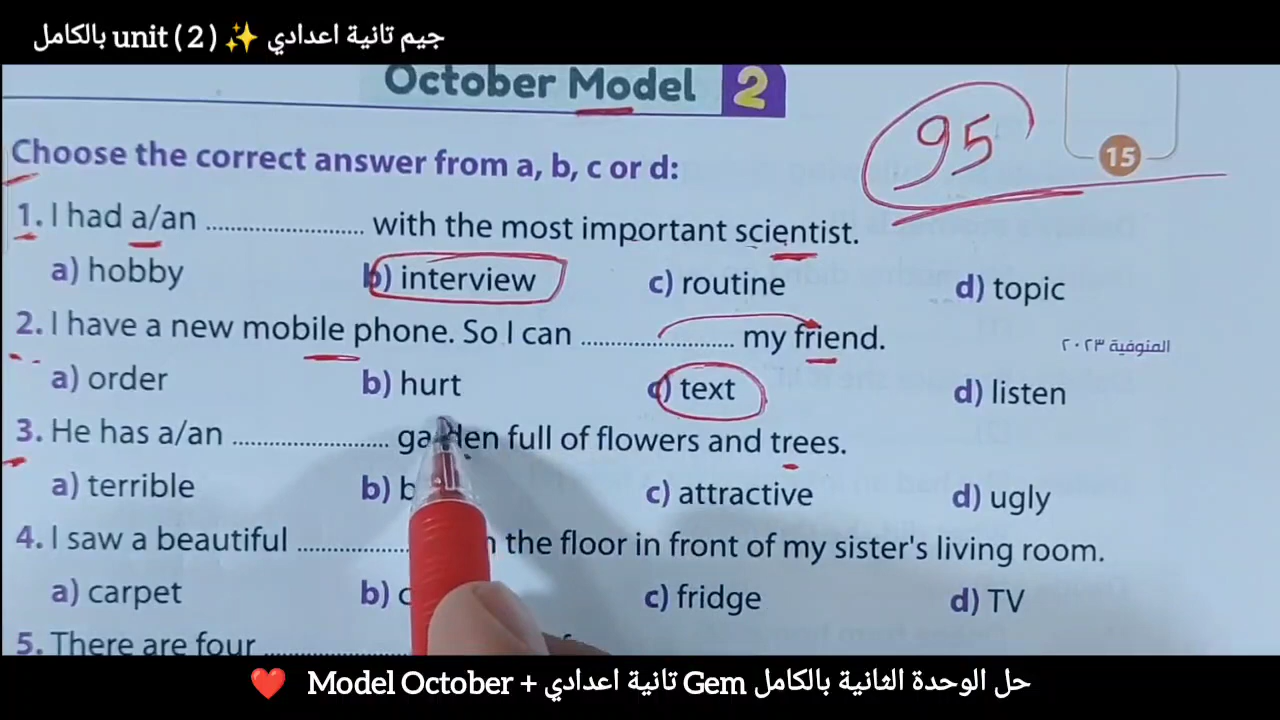 جيم تانية اعدادي ✨ unit ( 2 ) بالكامل
October Model 2
95
15
Choose the correct answer from a, b, c or d:
1. I had a/an ........................ with the most important scientist.
a) hobby b) interview c) routine d) topic
2. I have a new mobile phone. So I can ........................ my friend.
المنوفية ٢٠٢٣
a) order b) hurt c) text d) listen
3. He has a/an ........................ garden full of flowers and trees.
a) terrible b) c) attractive d) ugly
4. I saw a beautiful ................. the floor in front of my sister's living room.
a) carpet b) c) fridge d) TV
5. There are four ..................
حل الوحدة الثانية بالكامل Gem تانية اعدادي + Model October ❤️